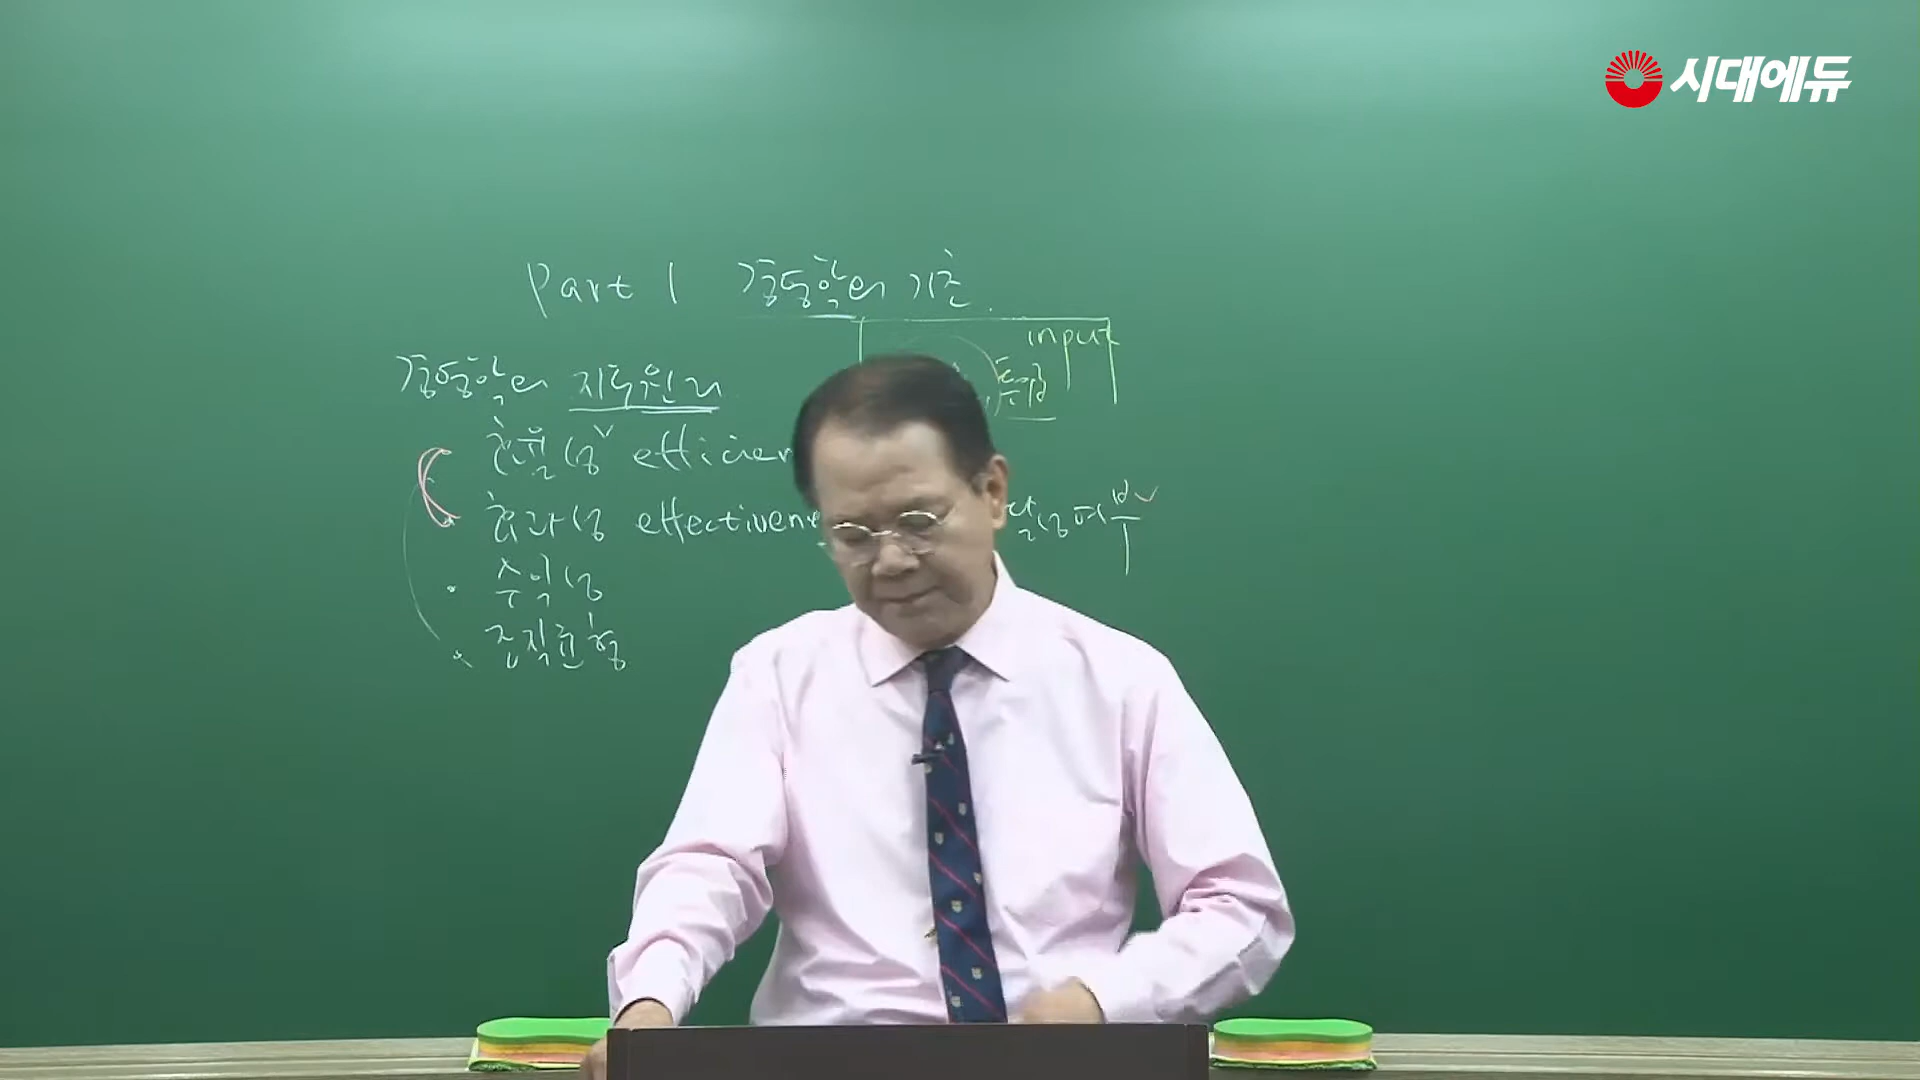 시대에듀
Part 1 경영학의 기초
input
경영학의 지도원리
효율성 efficien
효과성 effectivene 달성여부
수익성
조직균형